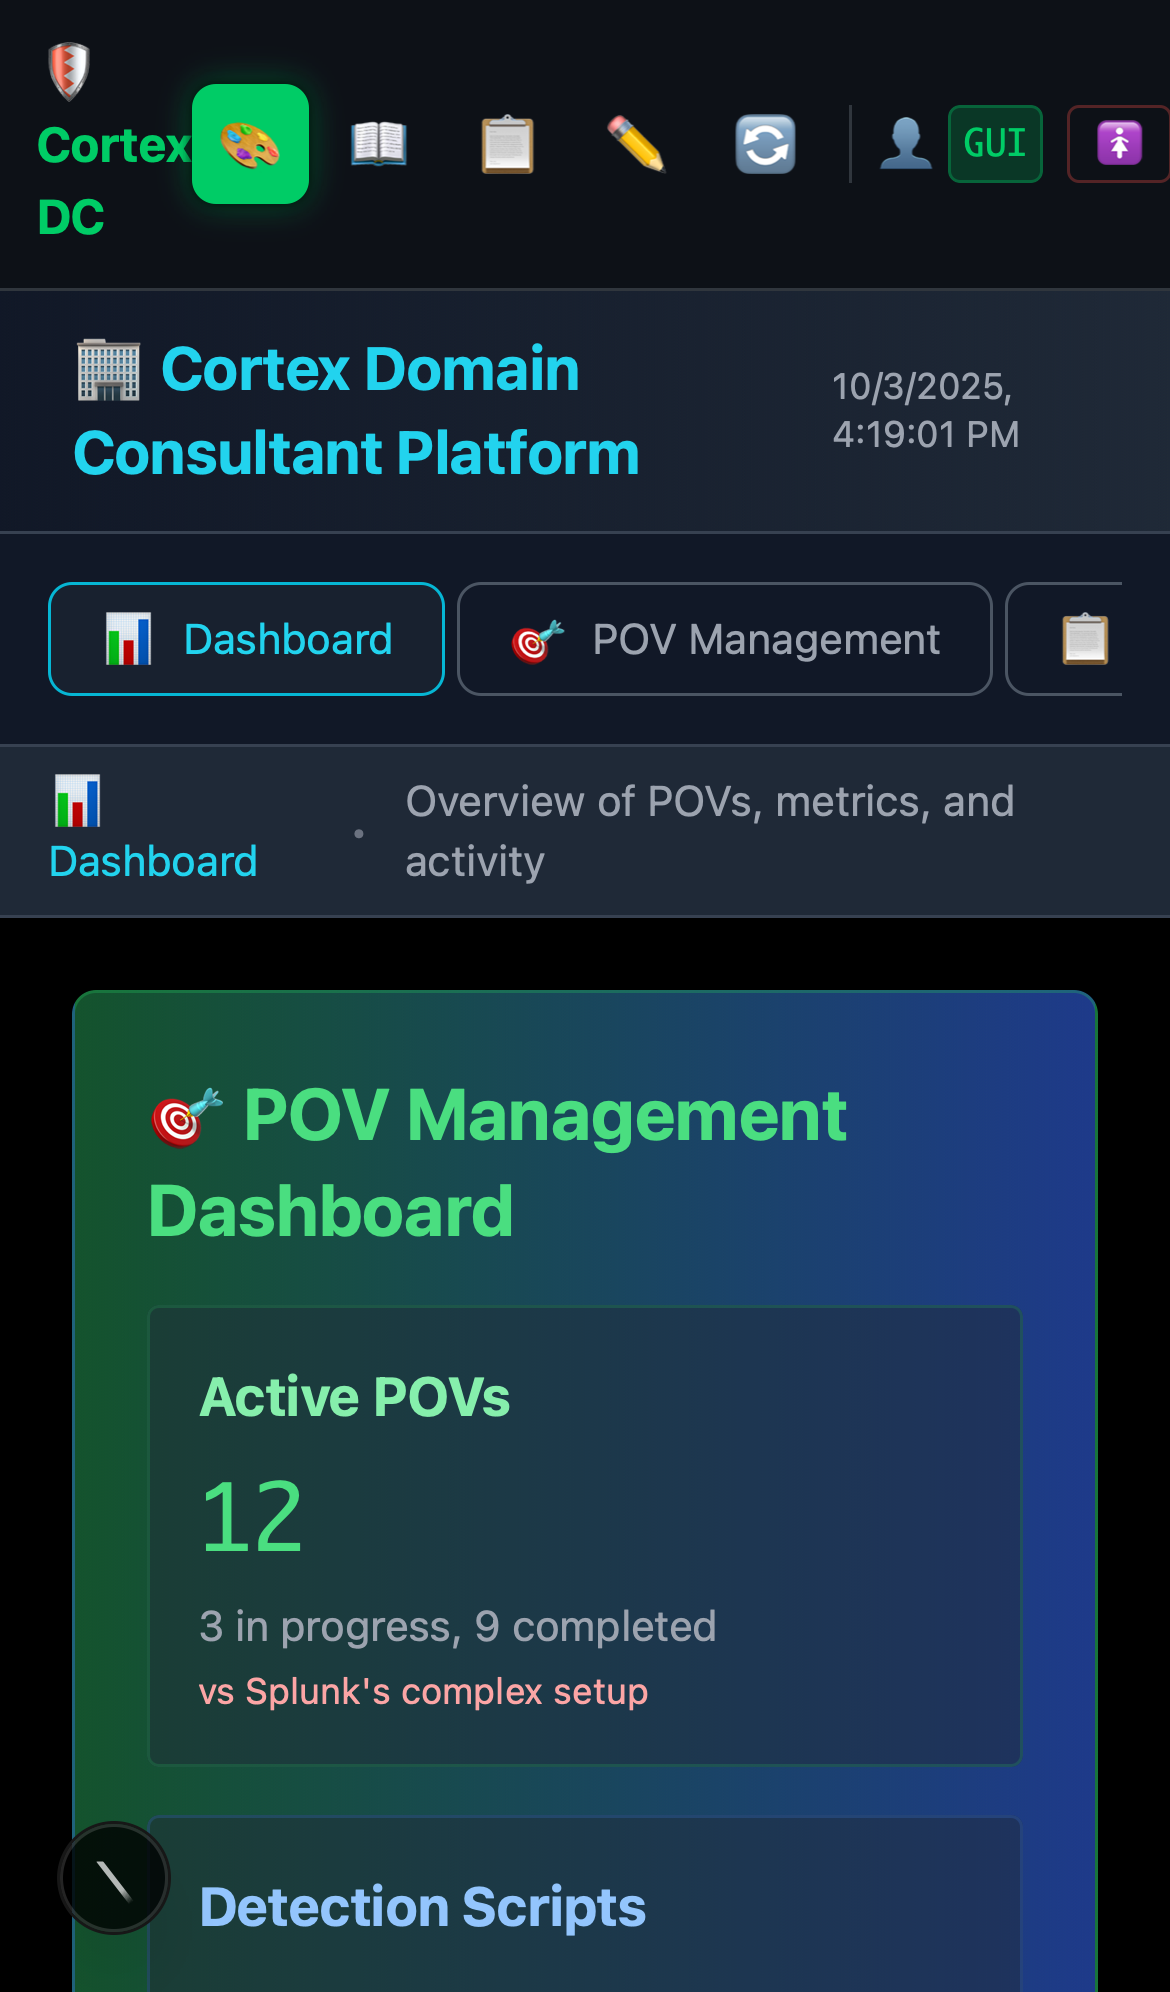 Cortex
DC
GUI
Cortex Domain
Consultant Platform
10/3/2025,
4:19:01 PM
Dashboard
POV Management
Dashboard
Overview of POVs, metrics, and
activity
POV Management
Dashboard
Active POVs
12
3 in progress, 9 completed
vs Splunk's complex setup
Detection Scripts